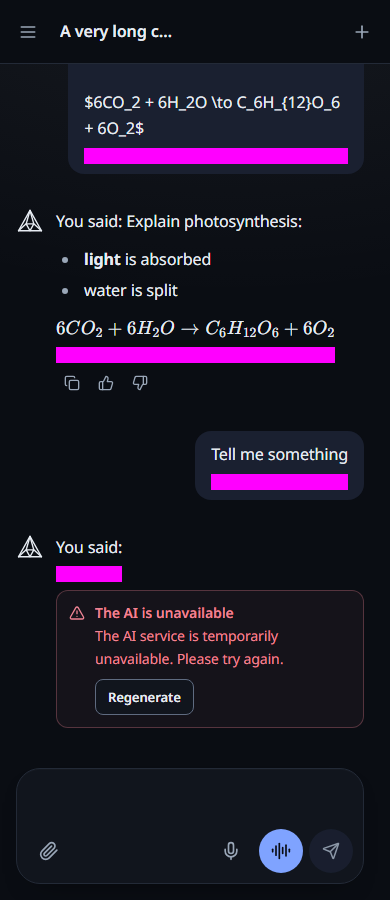 A very long c...
$6CO_2 + 6H_2O \to C_6H_{12}O_6
+ 6O_2$
You said: Explain photosynthesis:
• light is absorbed
• water is split
6CO₂ + 6H₂O → C₆H₁₂O₆ + 6O₂
Tell me something
You said:
The AI is unavailable
The AI service is temporarily
unavailable. Please try again.
Regenerate